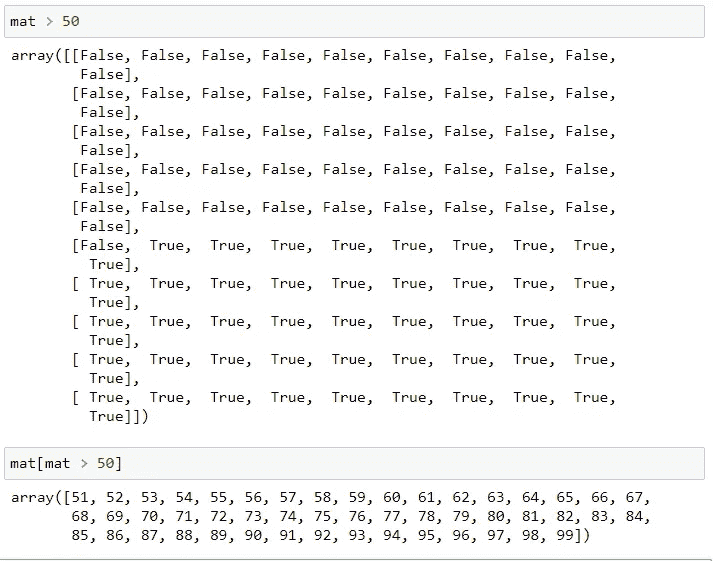 mat > 50
array([[False, False, False, False, False, False, False, False, False,
False],
[False, False, False, False, False, False, False, False, False,
False],
[False, False, False, False, False, False, False, False, False,
False],
[False, False, False, False, False, False, False, False, False,
False],
[False, False, False, False, False, False, False, False, False,
False],
[False, True, True, True, True, True, True, True, True,
True],
[ True, True, True, True, True, True, True, True, True,
True],
[ True, True, True, True, True, True, True, True, True,
True],
[ True, True, True, True, True, True, True, True, True,
True],
[ True, True, True, True, True, True, True, True, True,
True]])
mat[mat > 50]
array([51, 52, 53, 54, 55, 56, 57, 58, 59, 60, 61, 62, 63, 64, 65, 66, 67,
68, 69, 70, 71, 72, 73, 74, 75, 76, 77, 78, 79, 80, 81, 82, 83, 84,
85, 86, 87, 88, 89, 90, 91, 92, 93, 94, 95, 96, 97, 98, 99])